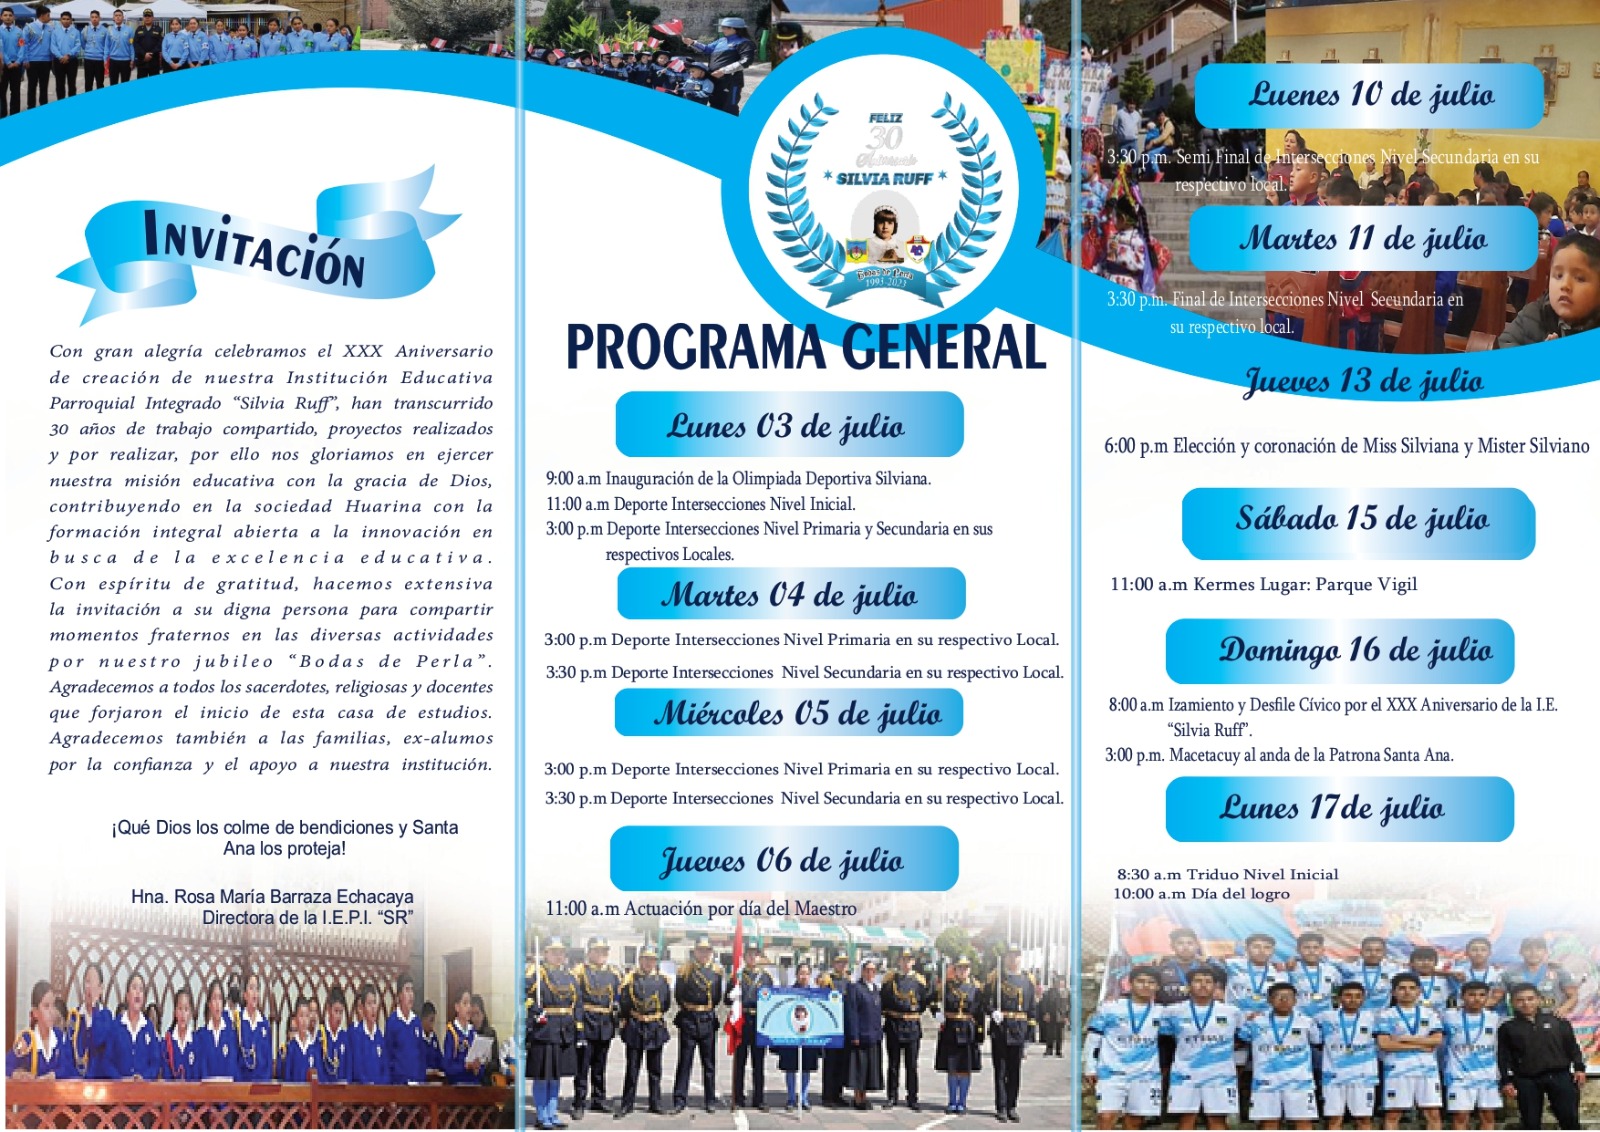 INVITACIÓN
Con gran alegría celebramos el XXX Aniversario
de creación de nuestra Institución Educativa
Parroquial Integrado “Silvia Ruff”, han transcurrido
30 años de trabajo compartido, proyectos realizados
y por realizar, por ello nos gloriamos en ejercer
nuestra misión educativa con la gracia de Dios,
contribuyendo en la sociedad Huarina con la
formación integral abierta a la innovación en
busca de la excelencia educativa.
Con espíritu de gratitud, hacemos extensiva
la invitación a su digna persona para compartir
momentos fraternos en las diversas actividades
por nuestro jubileo “Bodas de Perla”.
Agradecemos a todos los sacerdotes, religiosas y docentes
que forjaron el inicio de esta casa de estudios.
Agradecemos también a las familias, ex-alumos
por la confianza y el apoyo a nuestra institución.
¡Qué Dios los colme de bendiciones y Santa
Ana los proteja!
Hna. Rosa María Barraza Echacaya
Directora de la I.E.P.I. “SR”
FELIZ
30
Aniversario
SILVIA RUFF
Bodas de Perla
1993-2023
PROGRAMA GENERAL
Lunes 03 de julio
9:00 a.m Inauguración de la Olimpiada Deportiva Silviana.
11:00 a.m Deporte Intersecciones Nivel Inicial.
3:00 p.m Deporte Intersecciones Nivel Primaria y Secundaria en sus
respectivos Locales.
Martes 04 de julio
3:00 p.m Deporte Intersecciones Nivel Primaria en su respectivo Local.
3:30 p.m Deporte Intersecciones Nivel Secundaria en su respectivo Local.
Miércoles 05 de julio
3:00 p.m Deporte Intersecciones Nivel Primaria en su respectivo Local.
3:30 p.m Deporte Intersecciones Nivel Secundaria en su respectivo Local.
Jueves 06 de julio
11:00 a.m Actuación por día del Maestro
Luenes 10 de julio
3:30 p.m. Semi Final de Intersecciones Nivel Secundaria en su
respectivo local.
Martes 11 de julio
3:30 p.m. Final de Intersecciones Nivel Secundaria en
su respectivo local.
Jueves 13 de julio
6:00 p.m Elección y coronación de Miss Silviana y Mister Silviano
Sábado 15 de julio
11:00 a.m Kermes Lugar: Parque Vigil
Domingo 16 de julio
8:00 a.m Izamiento y Desfile Cívico por el XXX Aniversario de la I.E.
“Silvia Ruff”.
3:00 p.m. Macetacuy al anda de la Patrona Santa Ana.
Lunes 17de julio
8:30 a.m Triduo Nivel Inicial
10:00 a.m Día del logro